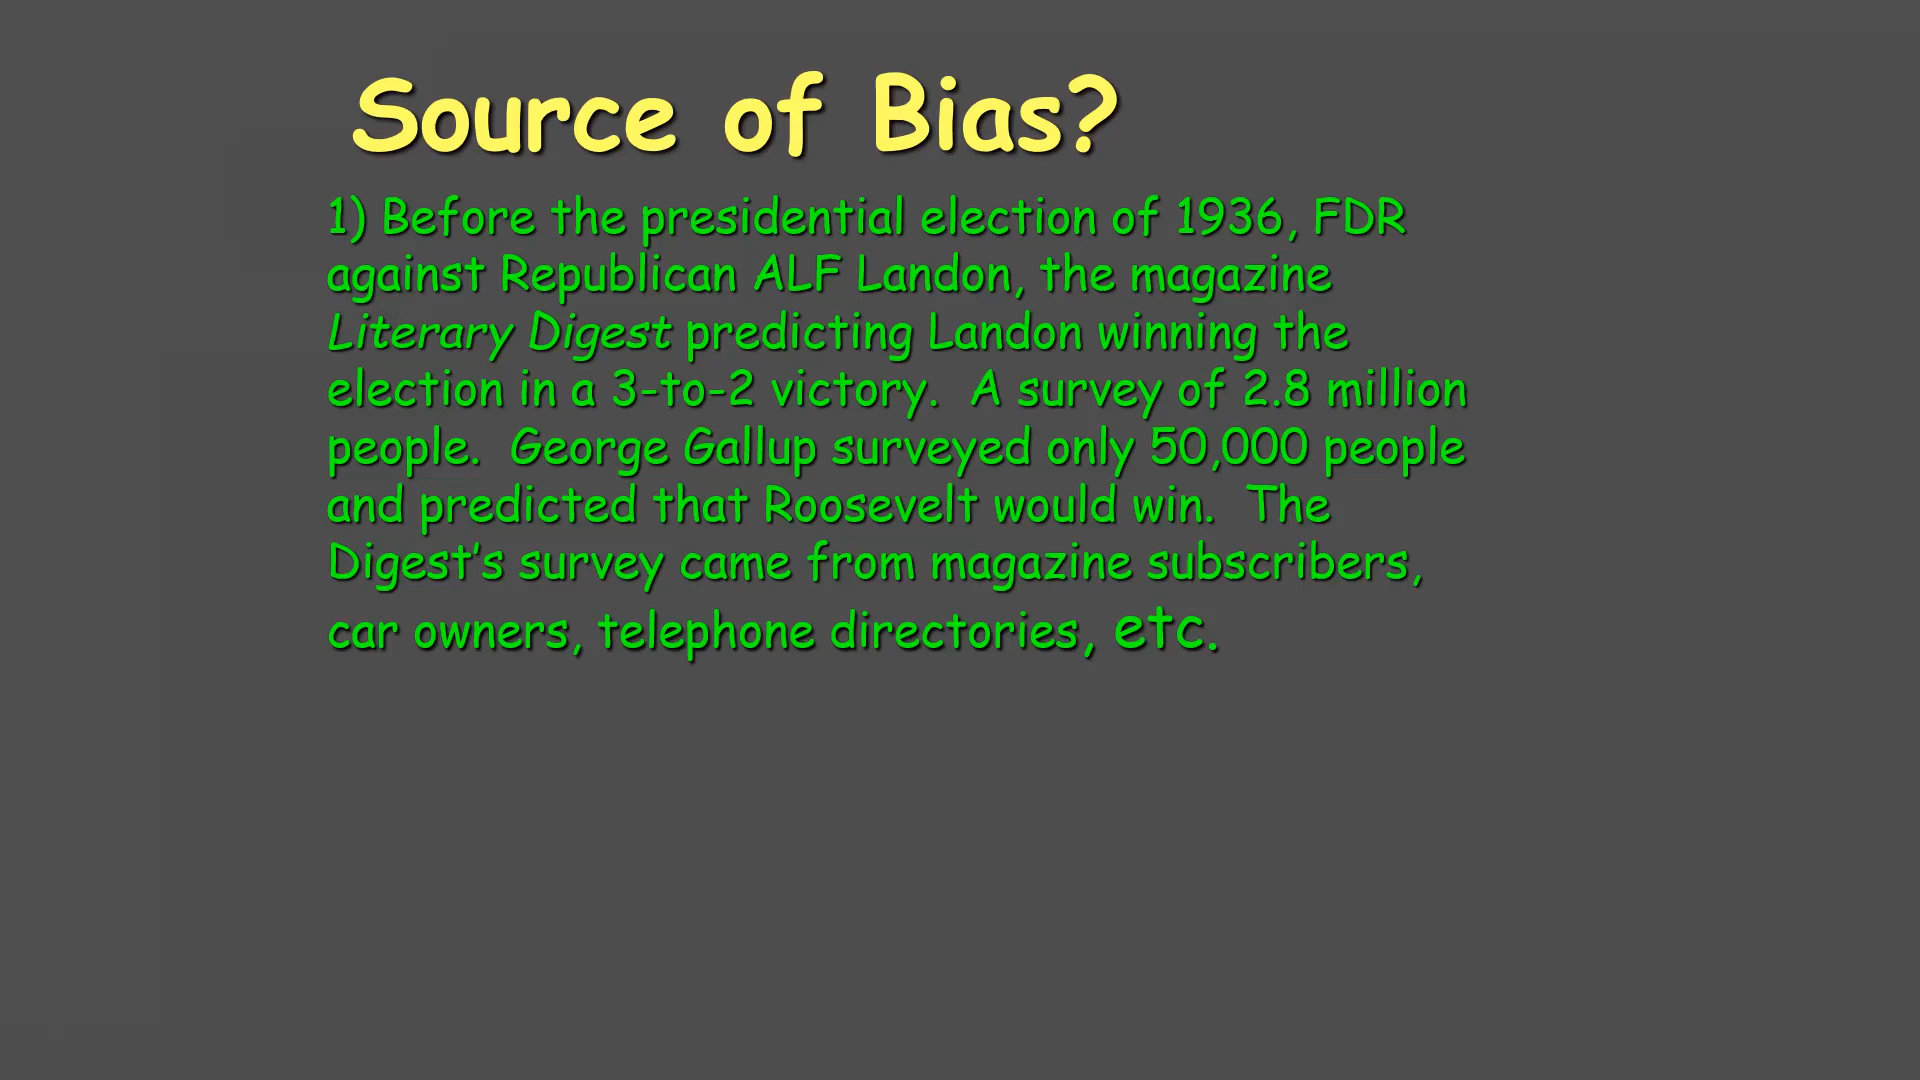 Source of Bias?
1) Before the presidential election of 1936, FDR
against Republican ALF Landon, the magazine
Literary Digest predicting Landon winning the
election in a 3-to-2 victory.  A survey of 2.8 million
people.  George Gallup surveyed only 50,000 people
and predicted that Roosevelt would win.  The
Digest’s survey came from magazine subscribers,
car owners, telephone directories, etc.